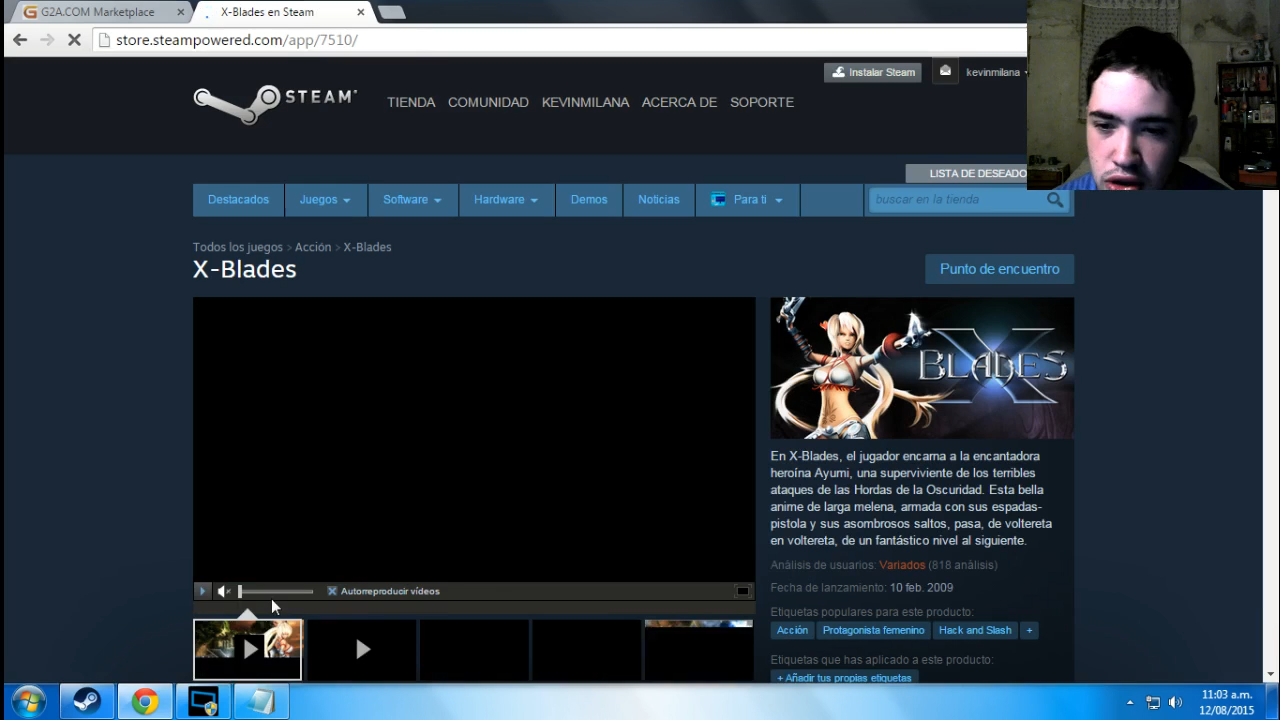 G2A.COM Marketplace
X-Blades en Steam
store.steampowered.com/app/7510/
Instalar Steam
kevinmilana
STEAM
TIENDA COMUNIDAD KEVINMILANA ACERCA DE SOPORTE
LISTA DE DESEADO
Destacados Juegos Software Hardware Demos Noticias Para ti buscar en la tienda
Todos los juegos > Acción > X-Blades
X-Blades
Punto de encuentro
X BLADES
En X-Blades, el jugador encarna a la encantadora
heroína Ayumi, una superviviente de los terribles
ataques de las Hordas de la Oscuridad. Esta bella
anime de larga melena, armada con sus espadas-
pistola y sus asombrosos saltos, pasa, de voltereta
en voltereta, de un fantástico nivel al siguiente.
Análisis de usuarios: Variados (818 análisis)
Fecha de lanzamiento: 10 feb. 2009
Autorreproducir vídeos
Etiquetas populares para este producto:
Acción Protagonista femenino Hack and Slash +
Etiquetas que has aplicado a este producto:
+ Añadir tus propias etiquetas
11:03 a.m.
12/08/2015